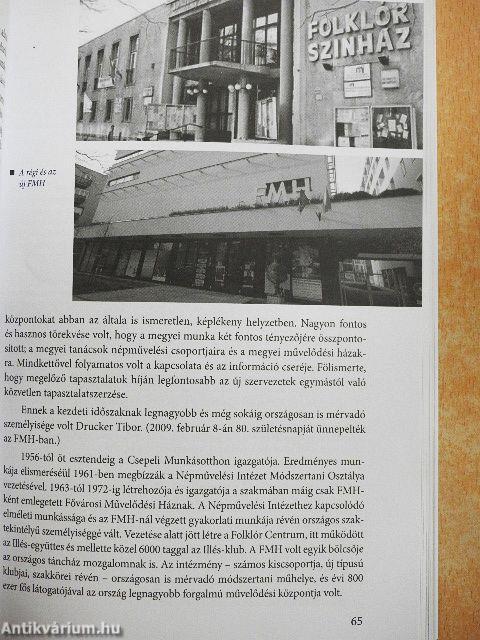 FOLKLÓR
SZINHÁZ
FMH
■ A régi és az
új FMH
központokat abban az általa is ismeretlen, képlékeny helyzetben. Nagyon fontos
és hasznos törekvése volt, hogy a megyei munka két fontos tényezőjére összponto-
sított; a megyei tanácsok népművelési csoportjaira és a megyei művelődési házak-
ra. Mindkettővel folyamatos volt a kapcsolata és az információ cseréje. Fölismerte,
hogy megelőző tapasztalatok híján legfontosabb az új szervezetek egymástól való
közvetlen tapasztalatszerzése.
Ennek a kezdeti időszaknak legnagyobb és még sokáig országosan is mérvadó
személyisége volt Drucker Tibor. (2009. február 8-án 80. születésnapját ünnepelték
az FMH-ban.)
1956-tól öt esztendeig a Csepeli Munkásotthon igazgatója. Eredményes mun-
kája elismeréséül 1961-ben megbízzák a Népművelési Intézet Módszertani Osztálya
vezetésével. 1963-tól 1972-ig létrehozója és igazgatója a szakmában máig csak FMH-
ként emlegetett Fővárosi Művelődési Háznak. A Népművelési Intézethez kapcsolódó
elméleti munkássága és az FMH-nál végzett gyakorlati munkája révén országos szak-
tekintélyű személyiséggé vált. Vezetése alatt jött létre a Folklór Centrum, itt működött
az Illés-együttes és mellette közel 6000 taggal az Illés-klub. A FMH volt egyik bölcsője
az országos táncház mozgalomnak is. Az intézmény – számos kiscsoportja, új típusú
klubjai, szakkörei révén – országosan is mérvadó módszertani műhelye, és évi 800
ezer fős látogatójával az ország legnagyobb forgalmú művelődési központja volt.
65
Antikvárium.hu